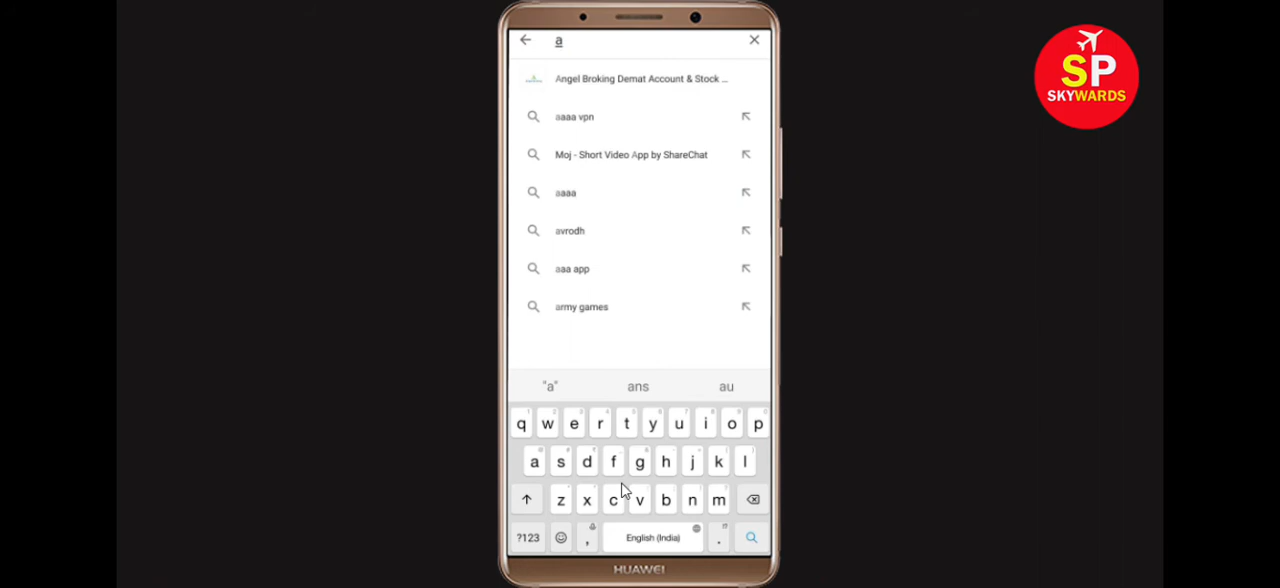 a
Angel Broking Demat Account & Stock ...
aaaa vpn
Moj - Short Video App by ShareChat
aaaa
avrodh
aaa app
army games
"a" ans au
q w e r t y u i o p
a s d f g h j k l
z x c v b n m
?123 , English (India) .
HUAWEI
SP
SKYWARDS